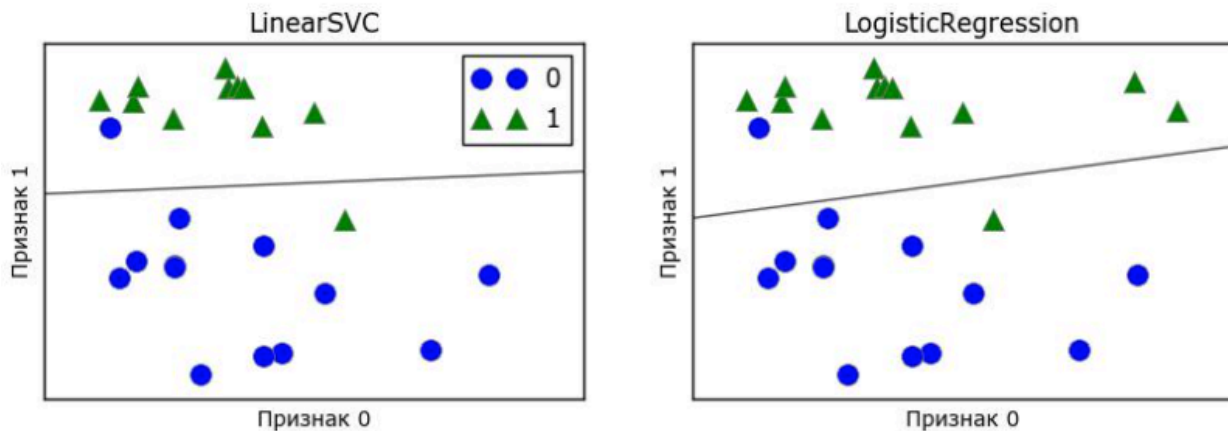 LinearSVC
0
1
Признак 1
Признак 0
LogisticRegression
Признак 1
Признак 0